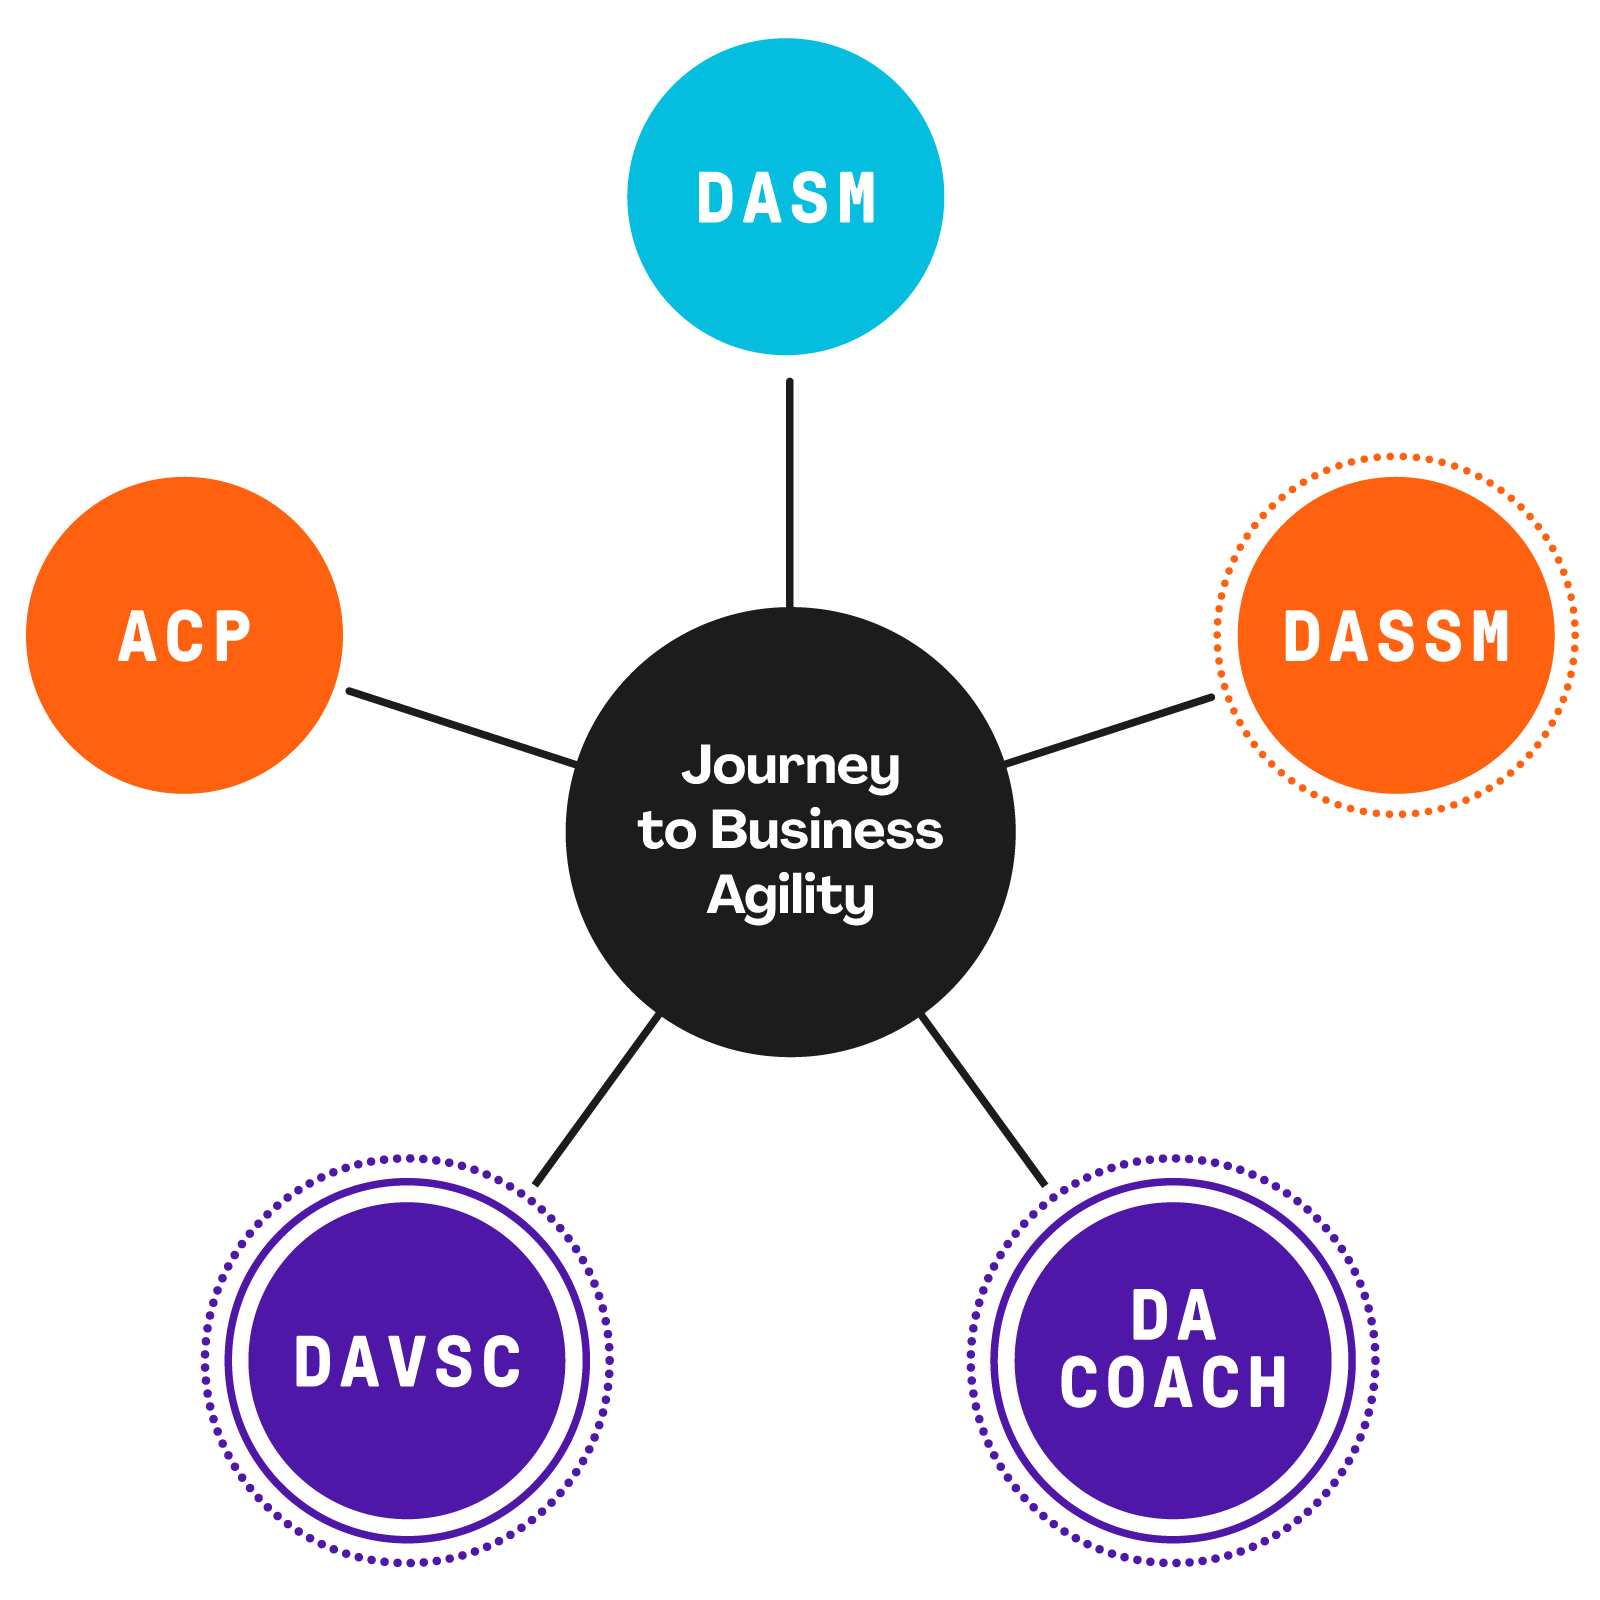 DASM
ACP
DASSM
Journey
to Business
Agility
DAVSC
DA
COACH